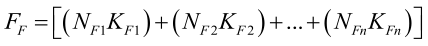 F_F = [(N_{F1}K_{F1}) + (N_{F2}K_{F2}) + ... + (N_{Fn}K_{Fn})]